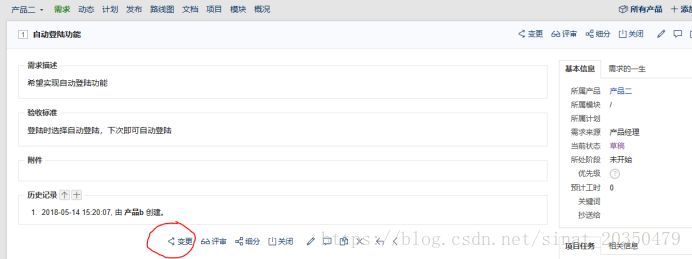 产品二 需求 动态 计划 发布 路线图 文档 项目 模块 概况 所有产品 + 添加
1 自动登陆功能 变更 评审 细分 关闭
需求描述
希望实现自动登陆功能
验收标准
登陆时选择自动登陆，下次即可自动登陆
附件
历史记录
1. 2018-05-14 15:20:07, 由 产品b 创建。
变更 评审 细分 关闭
基本信息 需求的一生
所属产品 产品二
所属模块 /
所属计划
需求来源 产品经理
当前状态 草稿
所处阶段 未开始
优先级 ?
预计工时 0
关键词
抄送给
项目任务 相关信息
https://blog.csdn.net/sinat_20350479